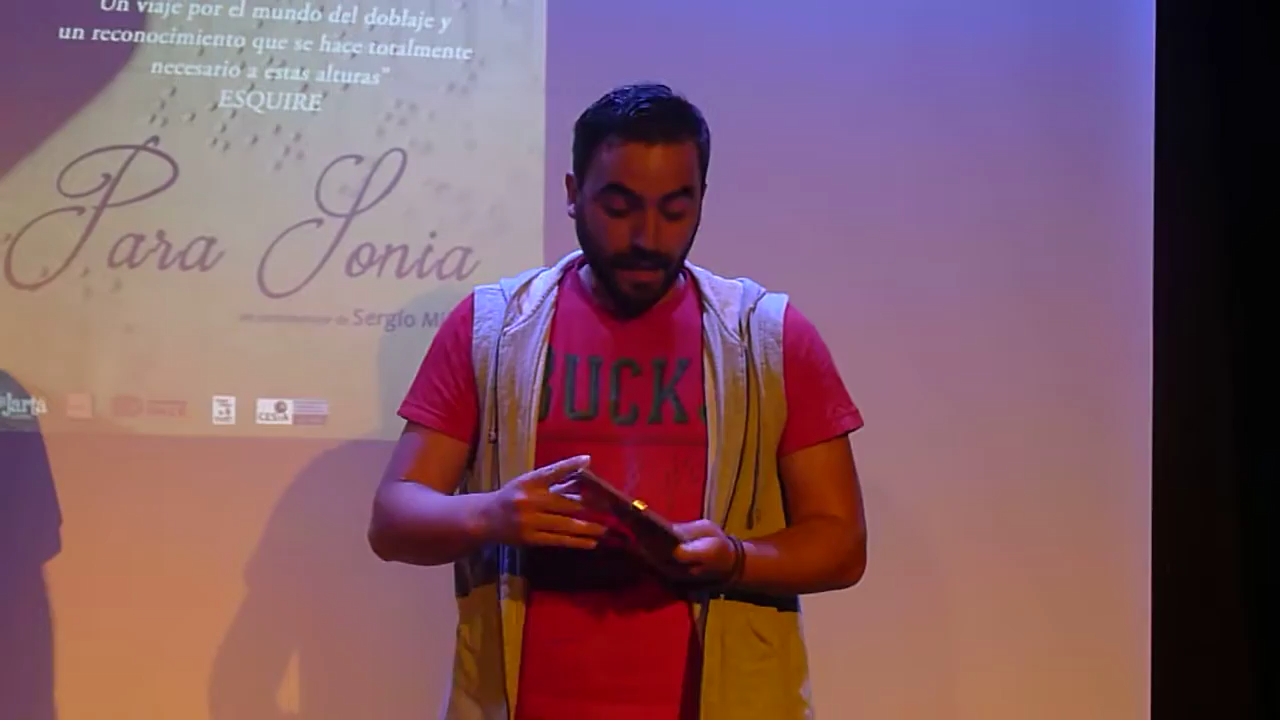 "Un viaje por el mundo del doblaje y
un reconocimiento que se hace totalmente
necesario a estas alturas"
ESQUIRE
Para Sonia
Sergio
BUCK